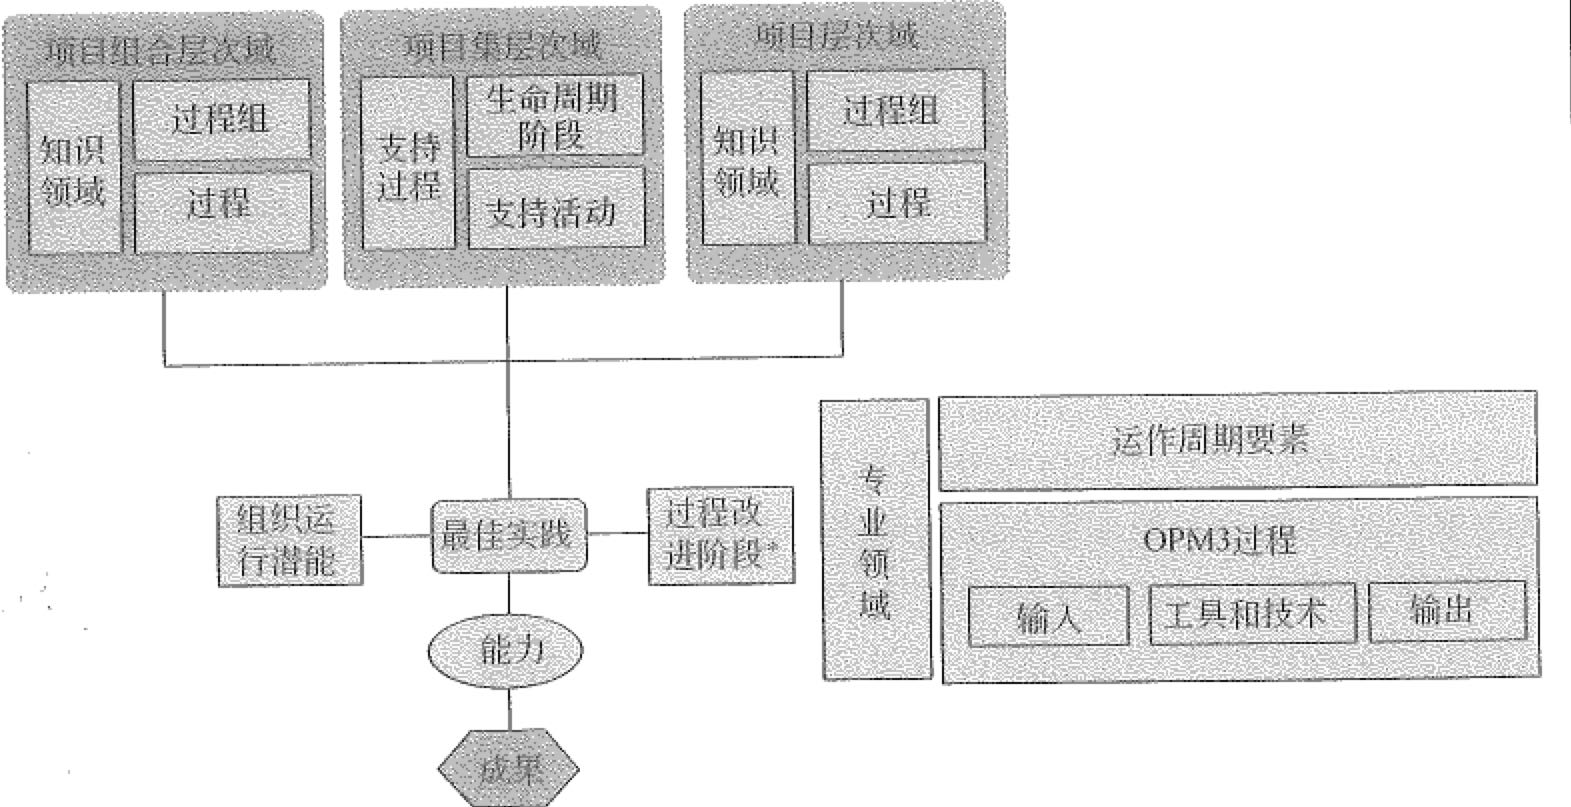 项目组合层次域
知识
领域
过程组
过程
项目集层次域
支持
过程
生命周期
阶段
支持活动
项目层次域
知识
领域
过程组
过程
组织运
行潜能
最佳实践
过程改
进阶段*
能力
成果
专
业
领
域
运作周期要素
OPM3过程
输入
工具和技术
输出